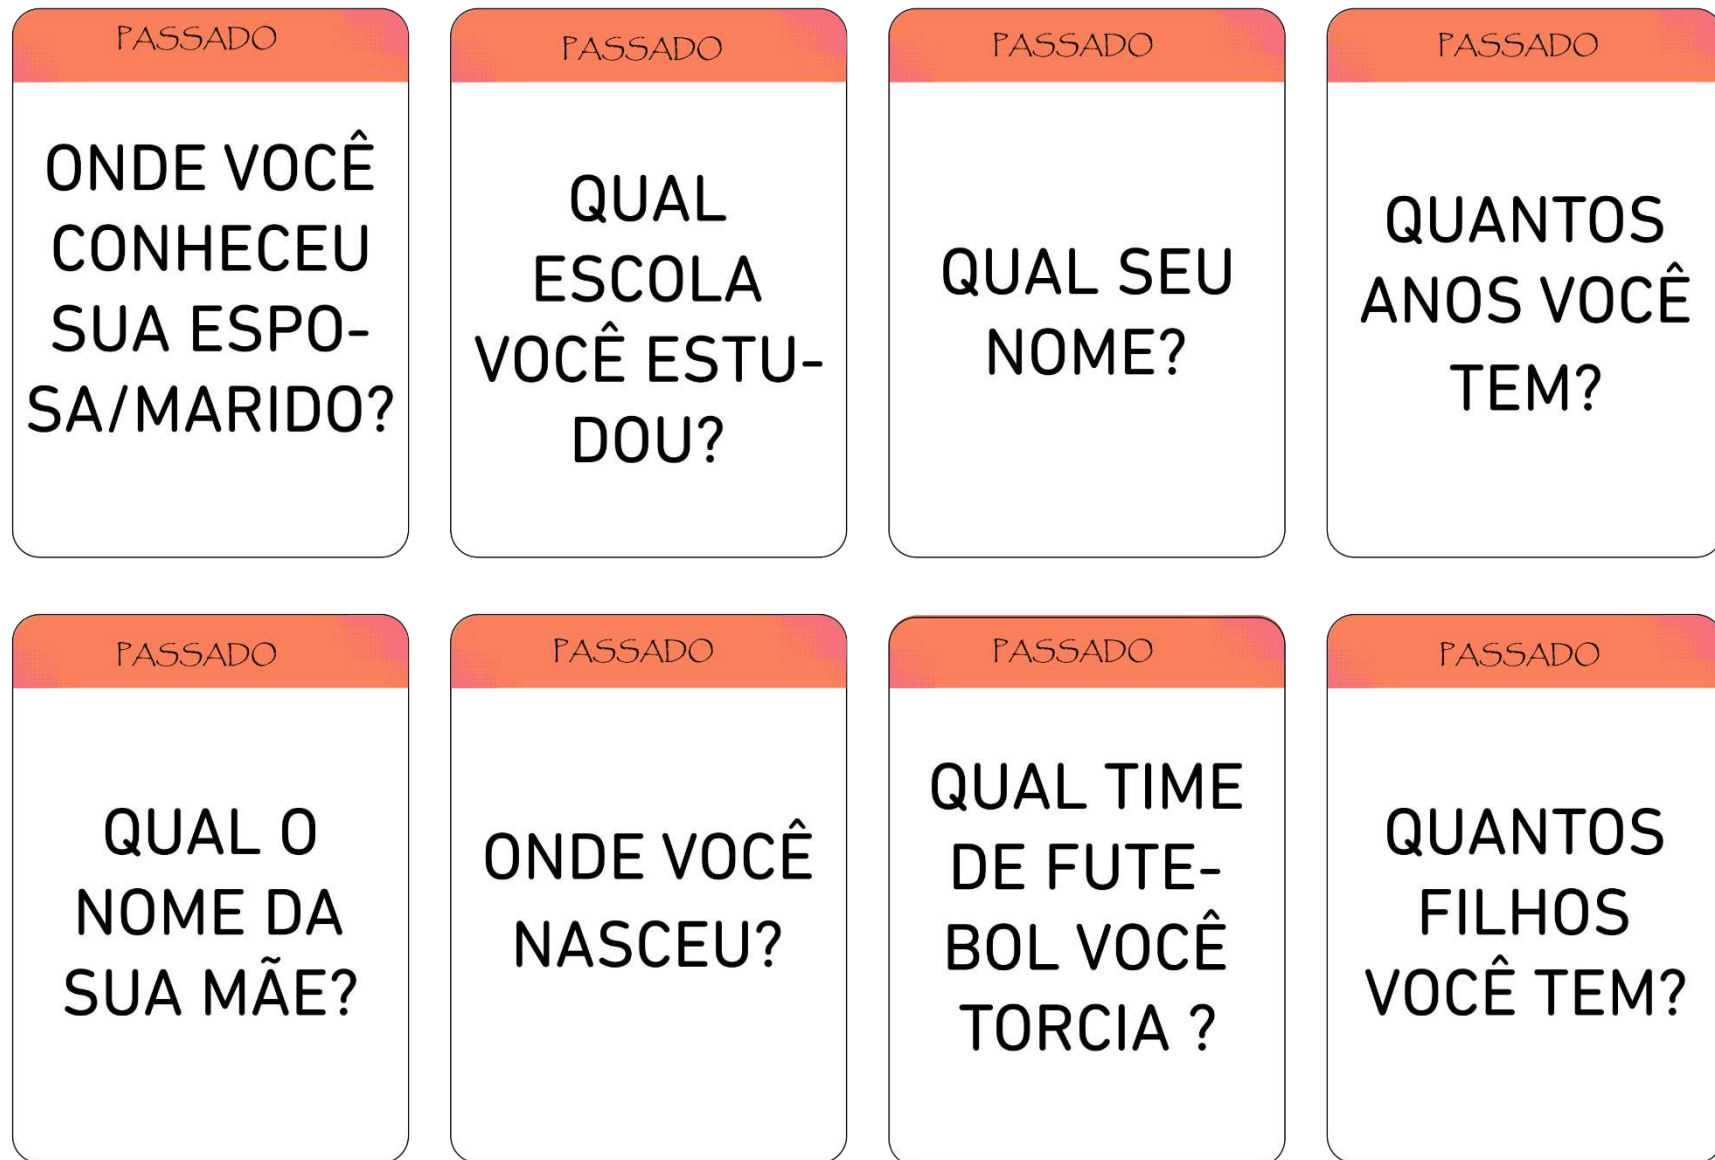 PASSADO
ONDE VOCÊ
CONHECEU
SUA ESPO-
SA/MARIDO?
PASSADO
QUAL
ESCOLA
VOCÊ ESTU-
DOU?
PASSADO
QUAL SEU
NOME?
PASSADO
QUANTOS
ANOS VOCÊ
TEM?
PASSADO
QUAL O
NOME DA
SUA MÃE?
PASSADO
ONDE VOCÊ
NASCEU?
PASSADO
QUAL TIME
DE FUTE-
BOL VOCÊ
TORCIA ?
PASSADO
QUANTOS
FILHOS
VOCÊ TEM?